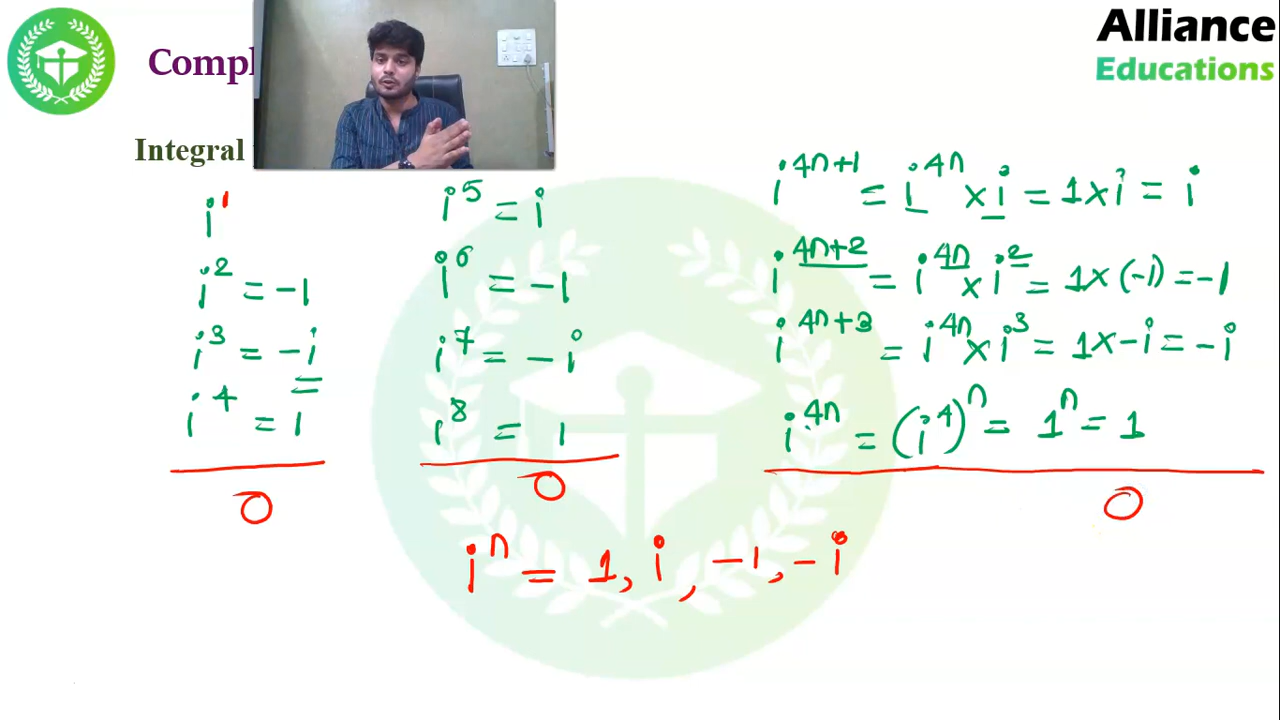 Alliance
Educations
Compl
Integral
i¹
i² = -1
i³ = -i
i⁴ = 1
0
i⁵ = i
i⁶ = -1
i⁷ = -i
i⁸ = 1
0
i⁴ⁿ⁺¹ = i⁴ⁿ × i = 1×i = i
i⁴ⁿ⁺² = i⁴ⁿ × i² = 1×(-1) = -1
i⁴ⁿ⁺³ = i⁴ⁿ × i³ = 1×-i = -i
i⁴ⁿ = (i⁴)ⁿ = 1ⁿ = 1
0
iⁿ = 1, i, -1, -i